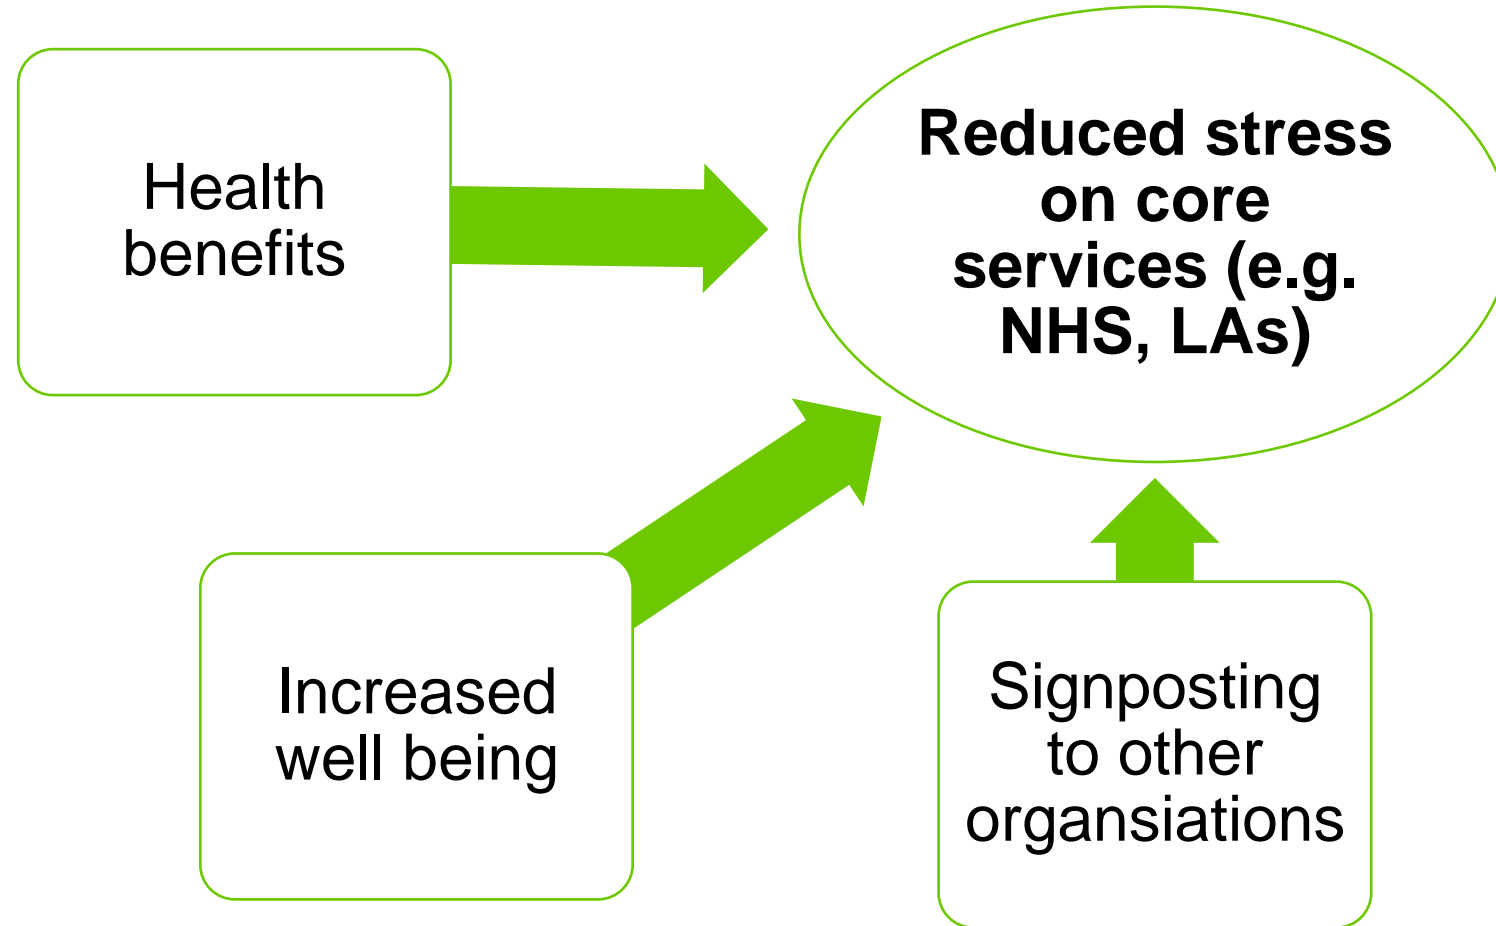 Health
benefits
Reduced stress
on core
services (e.g.
NHS, LAs)
Increased
well being
Signposting
to other
organsiations